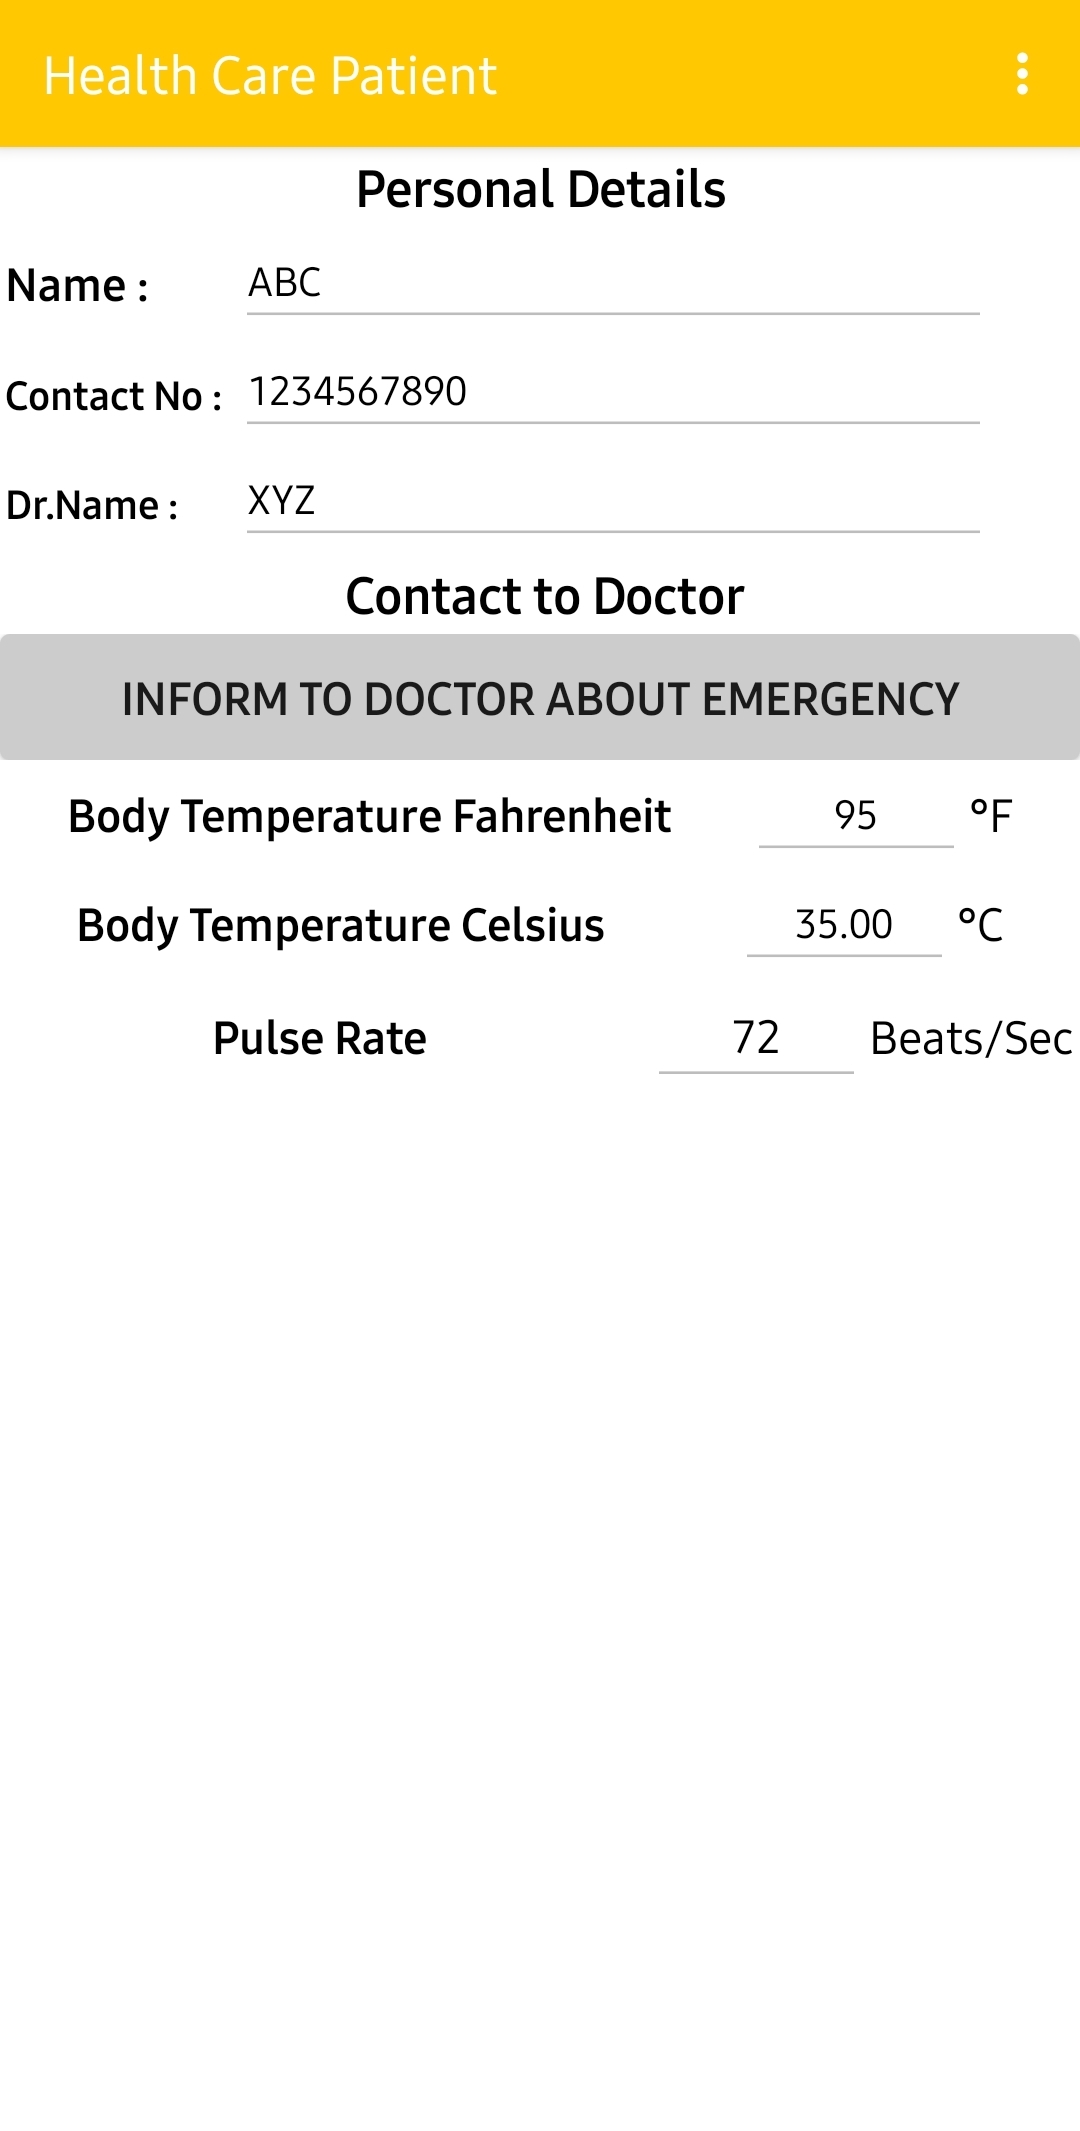 Health Care Patient
Personal Details
Name : ABC
Contact No : 1234567890
Dr.Name : XYZ
Contact to Doctor
INFORM TO DOCTOR ABOUT EMERGENCY
Body Temperature Fahrenheit 95 °F
Body Temperature Celsius 35.00 °C
Pulse Rate 72 Beats/Sec